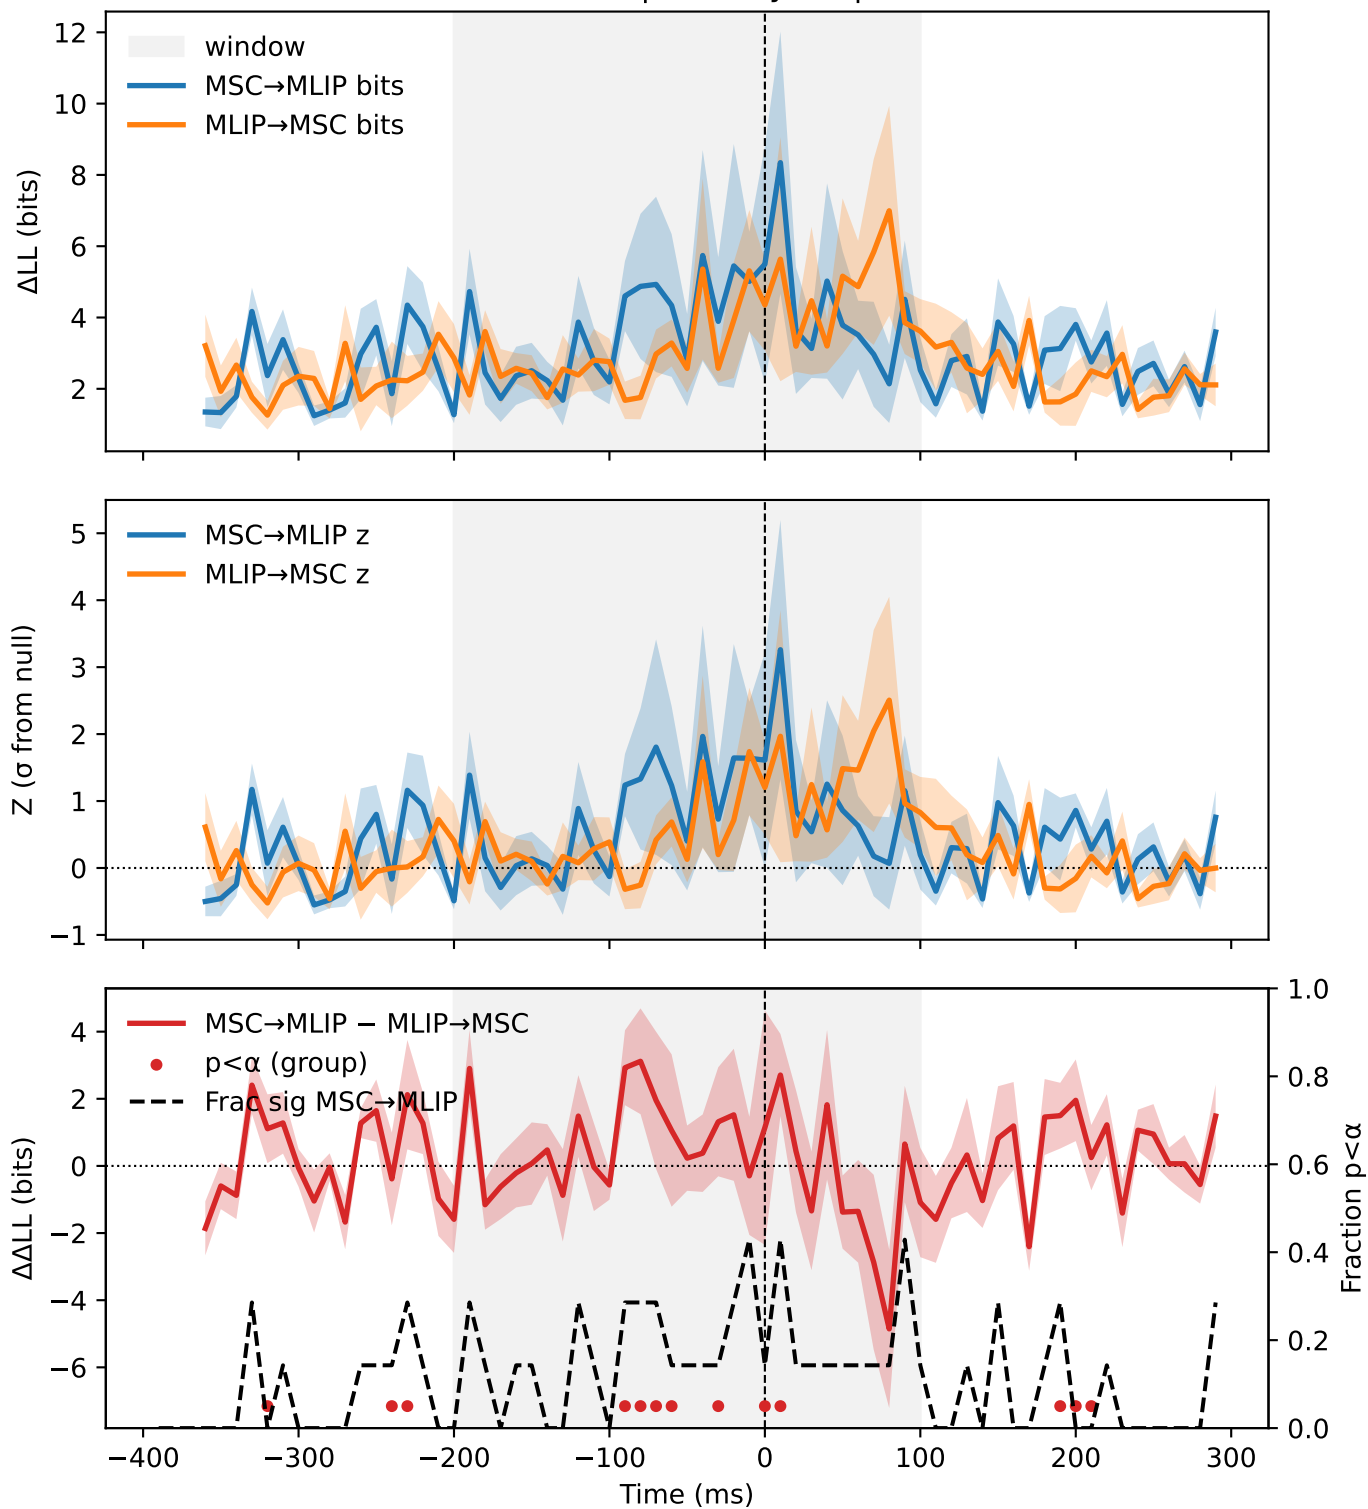 12
10
8
6
4
2
ΔLL (bits)
window
MSC→MLIP bits
MLIP→MSC bits
5
4
3
2
1
0
−1
Z (σ from null)
MSC→MLIP z
MLIP→MSC z
4
2
0
−2
−4
−6
ΔΔLL (bits)
MSC→MLIP − MLIP→MSC
p<α (group)
Frac sig MSC→MLIP
1.0
0.8
0.6
0.4
0.2
0.0
Fraction p<α
−400 −300 −200 −100 0 100 200 300
Time (ms)